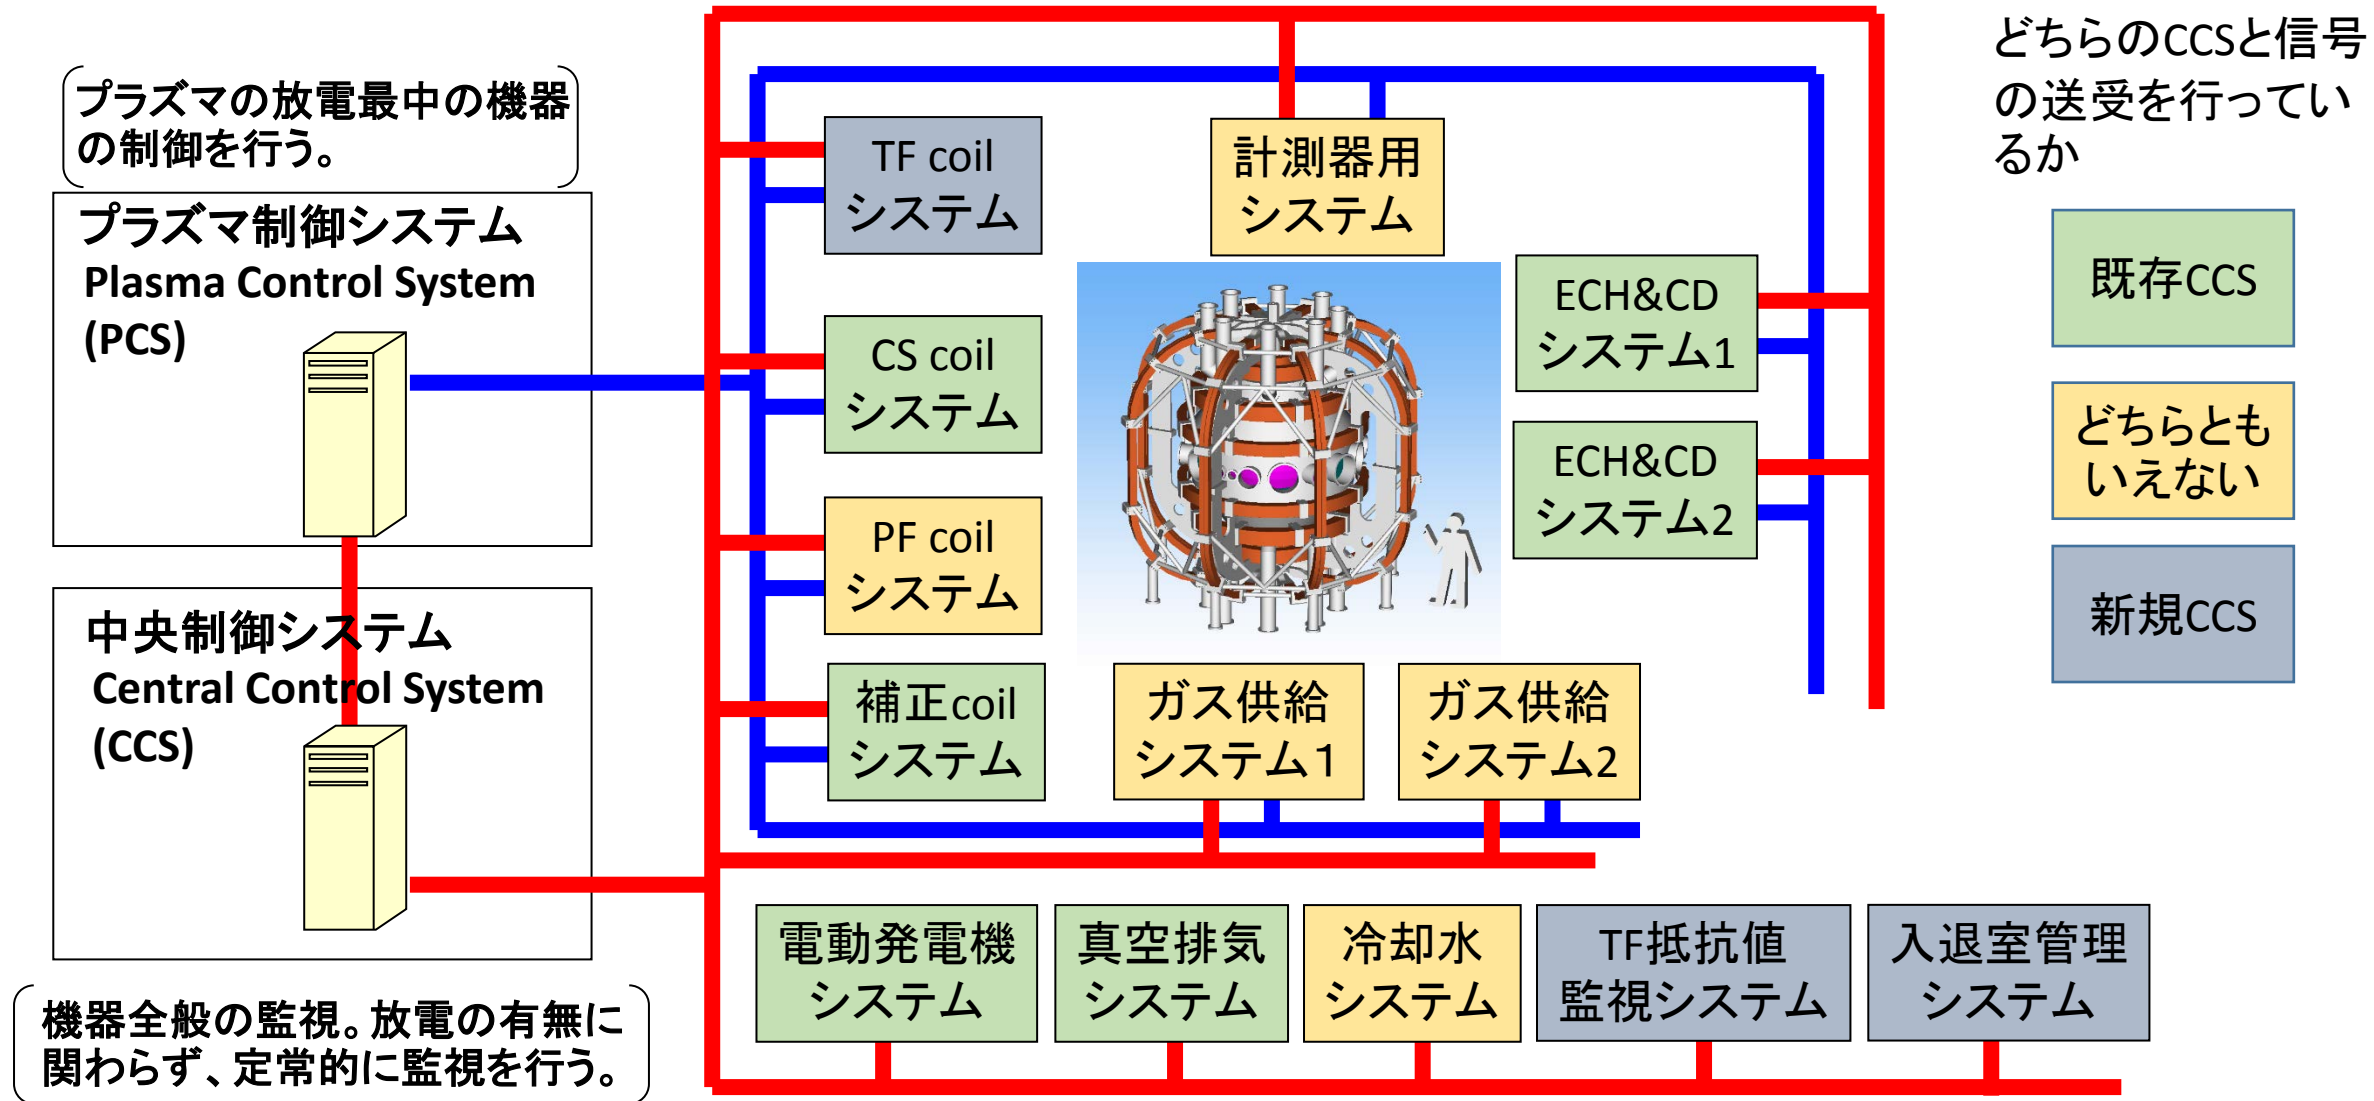 プラズマの放電最中の機器
の制御を行う。
プラズマ制御システム
Plasma Control System
(PCS)
中央制御システム
Central Control System
(CCS)
機器全般の監視。放電の有無に
関わらず、定常的に監視を行う。
TF coil
システム
CS coil
システム
PF coil
システム
補正coil
システム
計測器用
システム
ECH&CD
システム1
ECH&CD
システム2
ガス供給
システム1
ガス供給
システム2
電動発電機
システム
真空排気
システム
冷却水
システム
TF抵抗値
監視システム
入退室管理
システム
どちらのCCSと信号
の送受を行ってい
るか
既存CCS
どちらとも
いえない
新規CCS